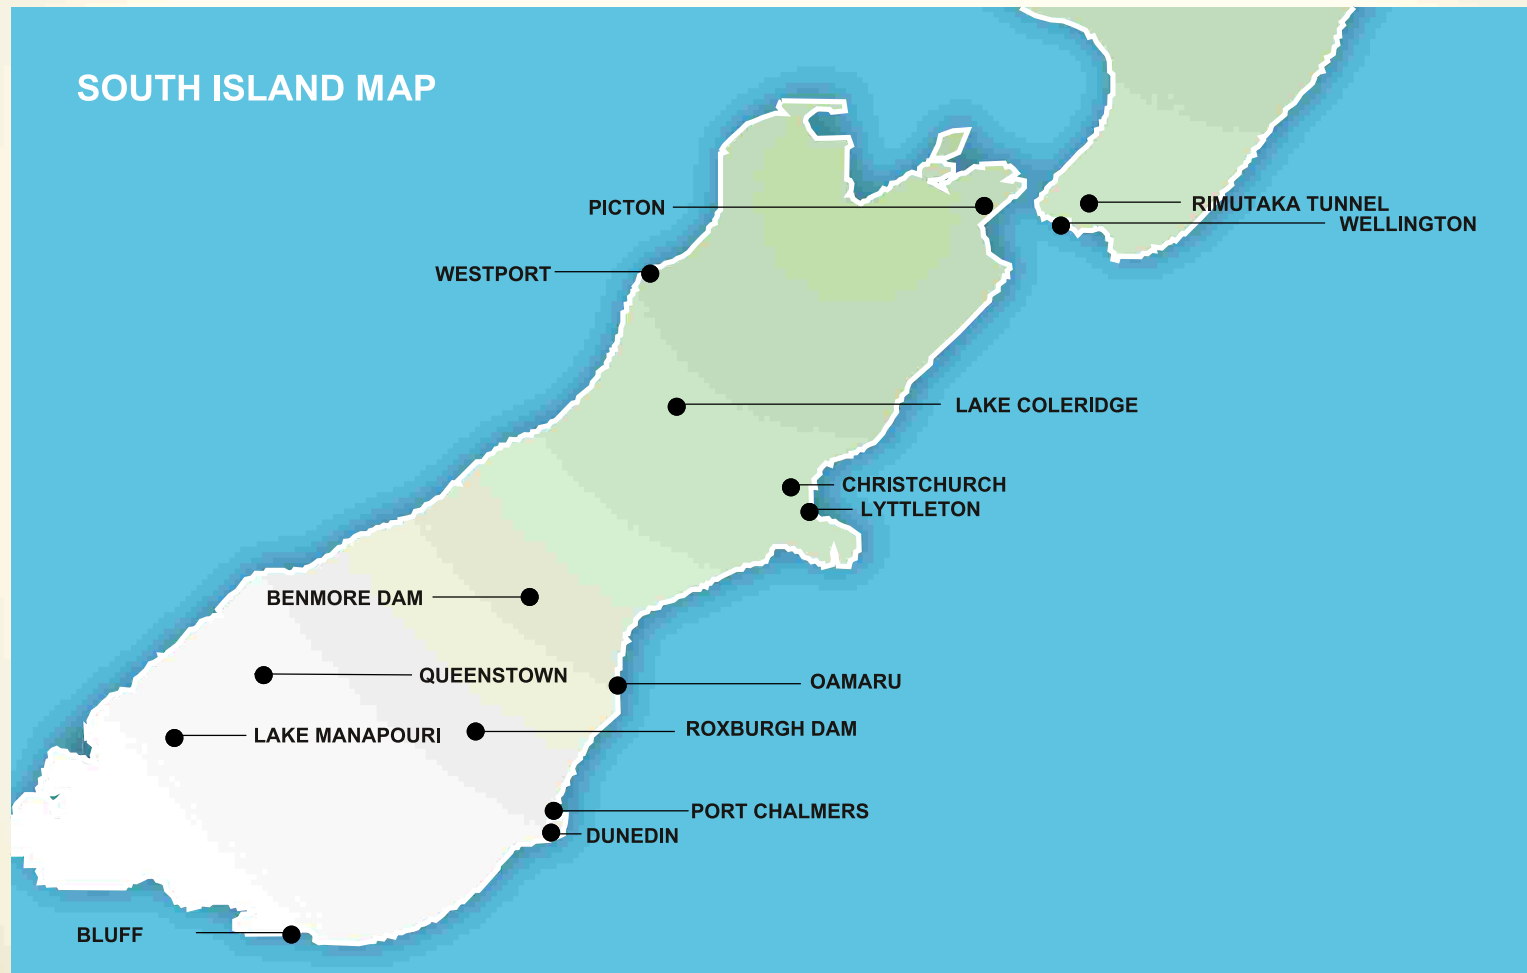 SOUTH ISLAND MAP
PICTON
RIMUTAKA TUNNEL
WELLINGTON
WESTPORT
LAKE COLERIDGE
CHRISTCHURCH
LYTTLETON
BENMORE DAM
QUEENSTOWN
OAMARU
LAKE MANAPOURI
ROXBURGH DAM
PORT CHALMERS
DUNEDIN
BLUFF